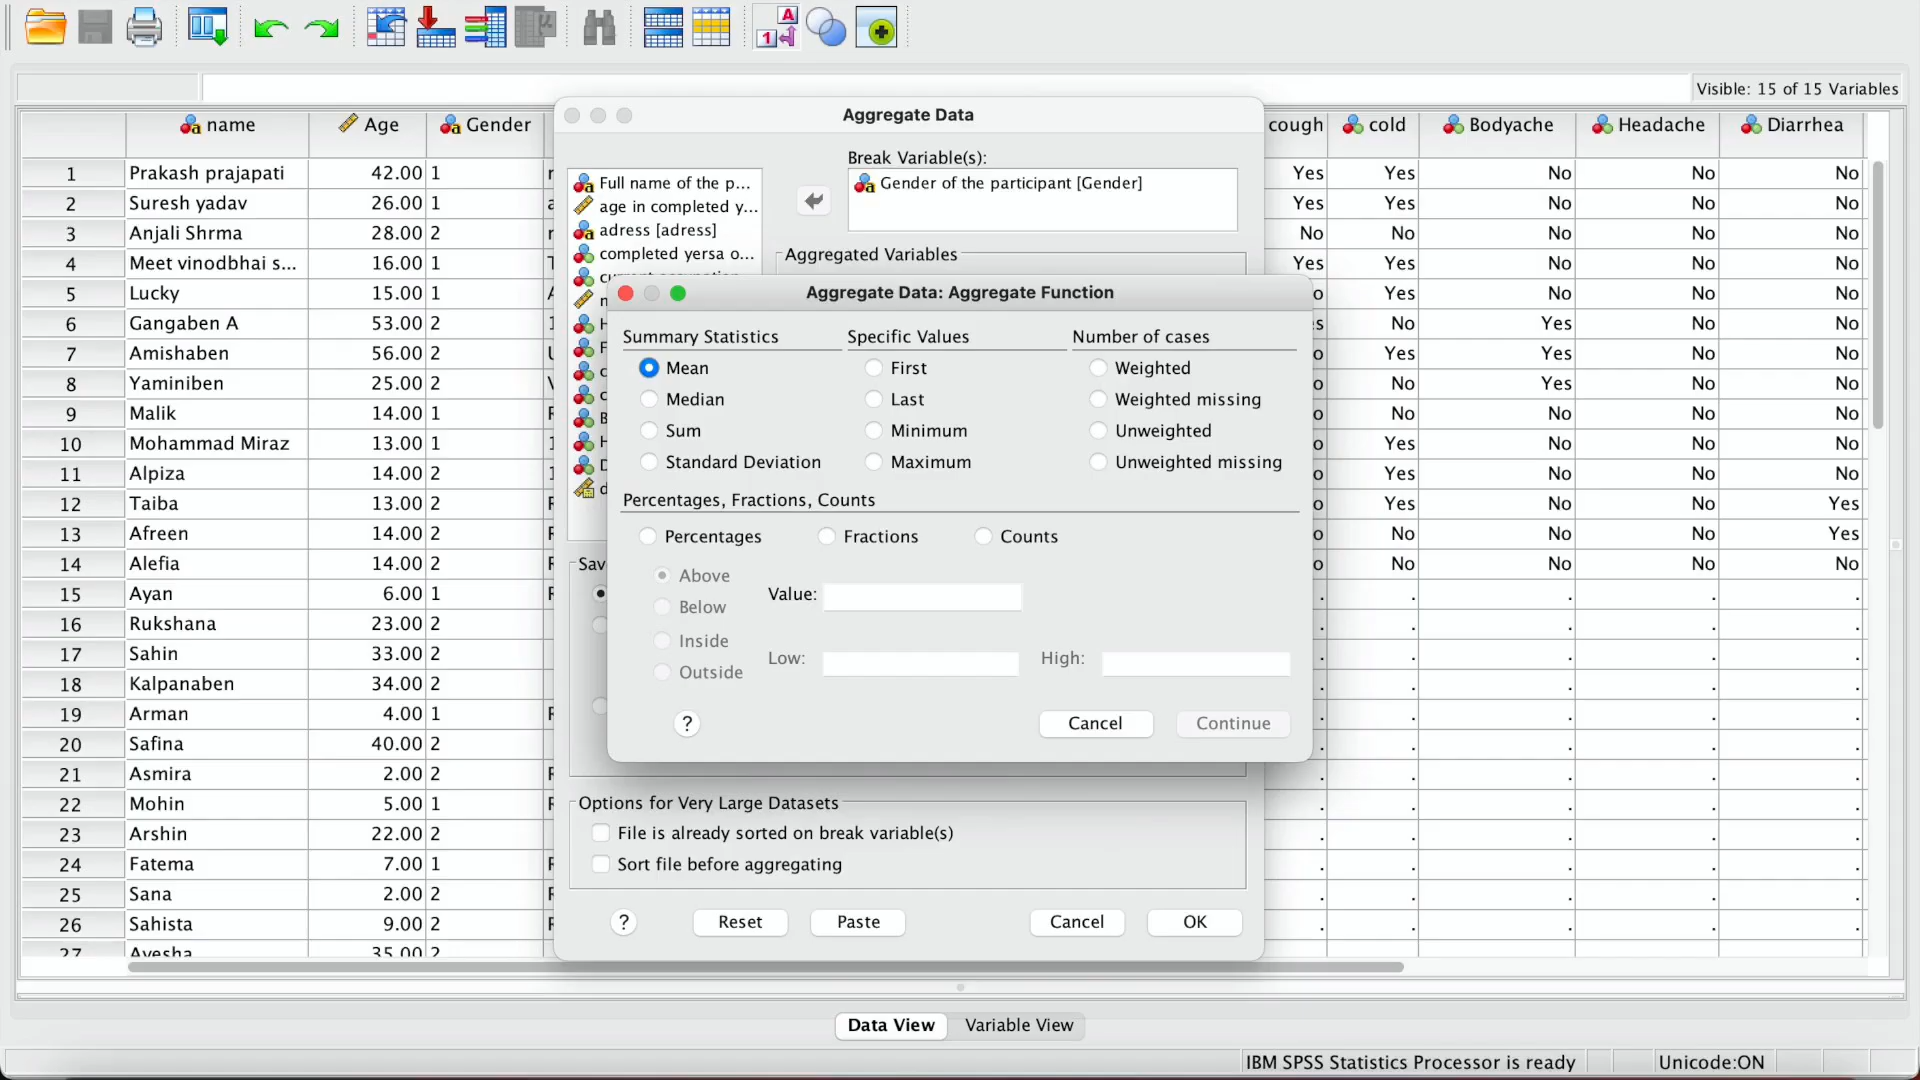 Visible: 15 of 15 Variables
name Age Gender cough cold Bodyache Headache Diarrhea
1 Prakash prajapati 42.00 1 Yes Yes No No No
2 Suresh yadav 26.00 1 Yes Yes No No No
3 Anjali Shrma 28.00 2 No No No No No
4 Meet vinodbhai s... 16.00 1 Yes Yes No No No
5 Lucky 15.00 1 Yes No No No
6 Gangaben A 53.00 2 No Yes No No
7 Amishaben 56.00 2 Yes Yes No No
8 Yaminiben 25.00 2 No Yes No No
9 Malik 14.00 1 No No No No
10 Mohammad Miraz 13.00 1 Yes No No No
11 Alpiza 14.00 2 Yes No No No
12 Taiba 13.00 2 Yes No No Yes
13 Afreen 14.00 2 No No No Yes
14 Alefia 14.00 2 No No No No
15 Ayan 6.00 1
16 Rukshana 23.00 2
17 Sahin 33.00 2
18 Kalpanaben 34.00 2
19 Arman 4.00 1
20 Safina 40.00 2
21 Asmira 2.00 2
22 Mohin 5.00 1
23 Arshin 22.00 2
24 Fatema 7.00 1
25 Sana 2.00 2
26 Sahista 9.00 2
27 Ayesha 35.00 2
Aggregate Data
Break Variable(s):
Gender of the participant [Gender]
Full name of the p...
age in completed y...
adress [adress]
completed yersa o...
Aggregated Variables
Aggregate Data: Aggregate Function
Summary Statistics Specific Values Number of cases
Mean First Weighted
Median Last Weighted missing
Sum Minimum Unweighted
Standard Deviation Maximum Unweighted missing
Percentages, Fractions, Counts
Percentages Fractions Counts
Above
Value:
Below
Inside
Low: High:
Outside
? Cancel Continue
Sav
Options for Very Large Datasets
File is already sorted on break variable(s)
Sort file before aggregating
? Reset Paste Cancel OK
Data View Variable View
IBM SPSS Statistics Processor is ready Unicode:ON